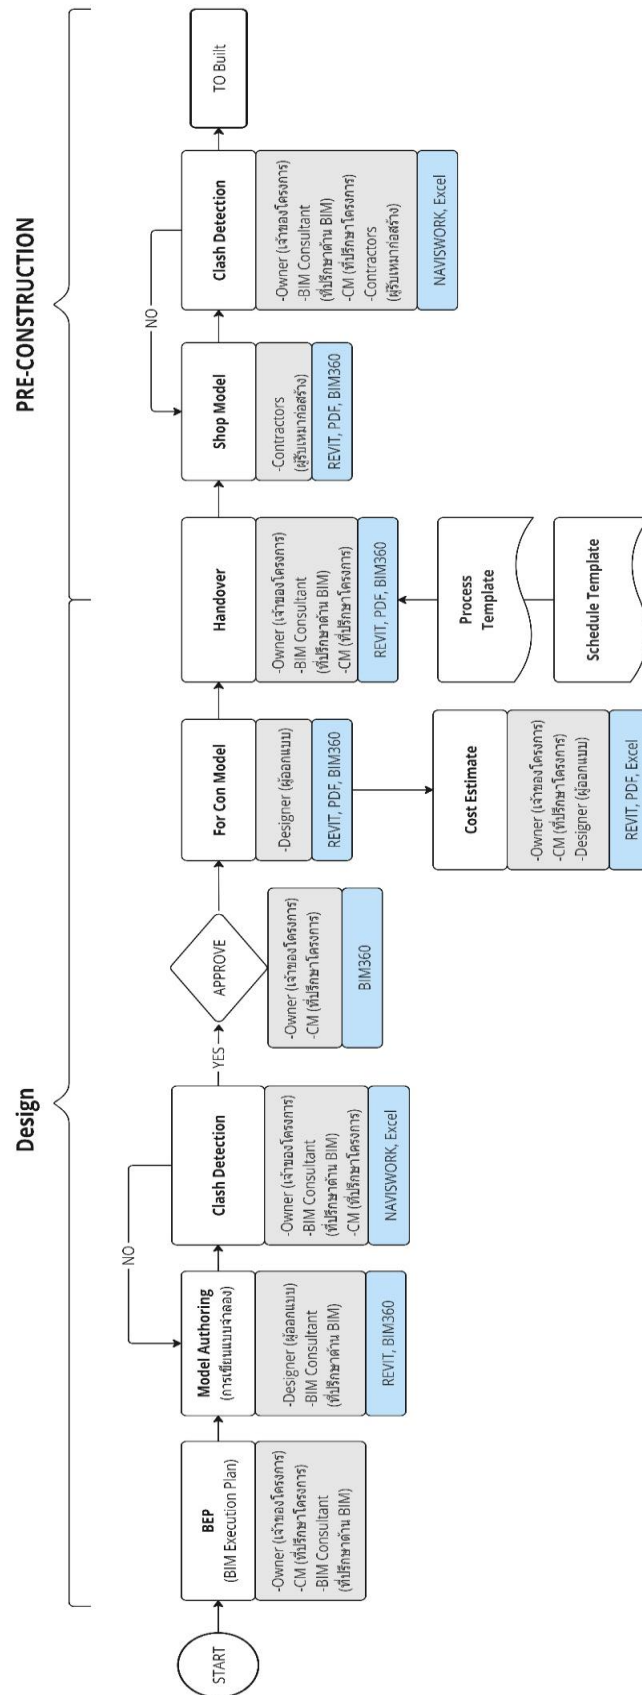 Design
PRE-CONSTRUCTION
START
BEP
(BIM Execution Plan)
-Owner (เจ้าของโครงการ)
-CM (ที่ปรึกษาโครงการ)
-BIM Consultant
(ที่ปรึกษาด้าน BIM)
Model Authoring
(การเขียนแบบจำลอง)
-Designer (ผู้ออกแบบ)
-BIM Consultant
(ที่ปรึกษาด้าน BIM)
REVIT, BIM360
NO
Clash Detection
-Owner (เจ้าของโครงการ)
-BIM Consultant
(ที่ปรึกษาด้าน BIM)
-CM (ที่ปรึกษาโครงการ)
NAVISWORK, Excel
YES
APPROVE
-Owner (เจ้าของโครงการ)
-CM (ที่ปรึกษาโครงการ)
BIM360
For Con Model
-Designer (ผู้ออกแบบ)
REVIT, PDF, BIM360
Cost Estimate
-Owner (เจ้าของโครงการ)
-CM (ที่ปรึกษาโครงการ)
-Designer (ผู้ออกแบบ)
REVIT, PDF, Excel
Handover
-Owner (เจ้าของโครงการ)
-BIM Consultant
(ที่ปรึกษาด้าน BIM)
-CM (ที่ปรึกษาโครงการ)
REVIT, PDF, BIM360
Process
Template
Schedule Template
Shop Model
-Contractors
(ผู้รับเหมาก่อสร้าง)
REVIT, PDF, BIM360
NO
Clash Detection
-Owner (เจ้าของโครงการ)
-BIM Consultant
(ที่ปรึกษาด้าน BIM)
-CM (ที่ปรึกษาโครงการ)
-Contractors
(ผู้รับเหมาก่อสร้าง)
NAVISWORK, Excel
TO Built